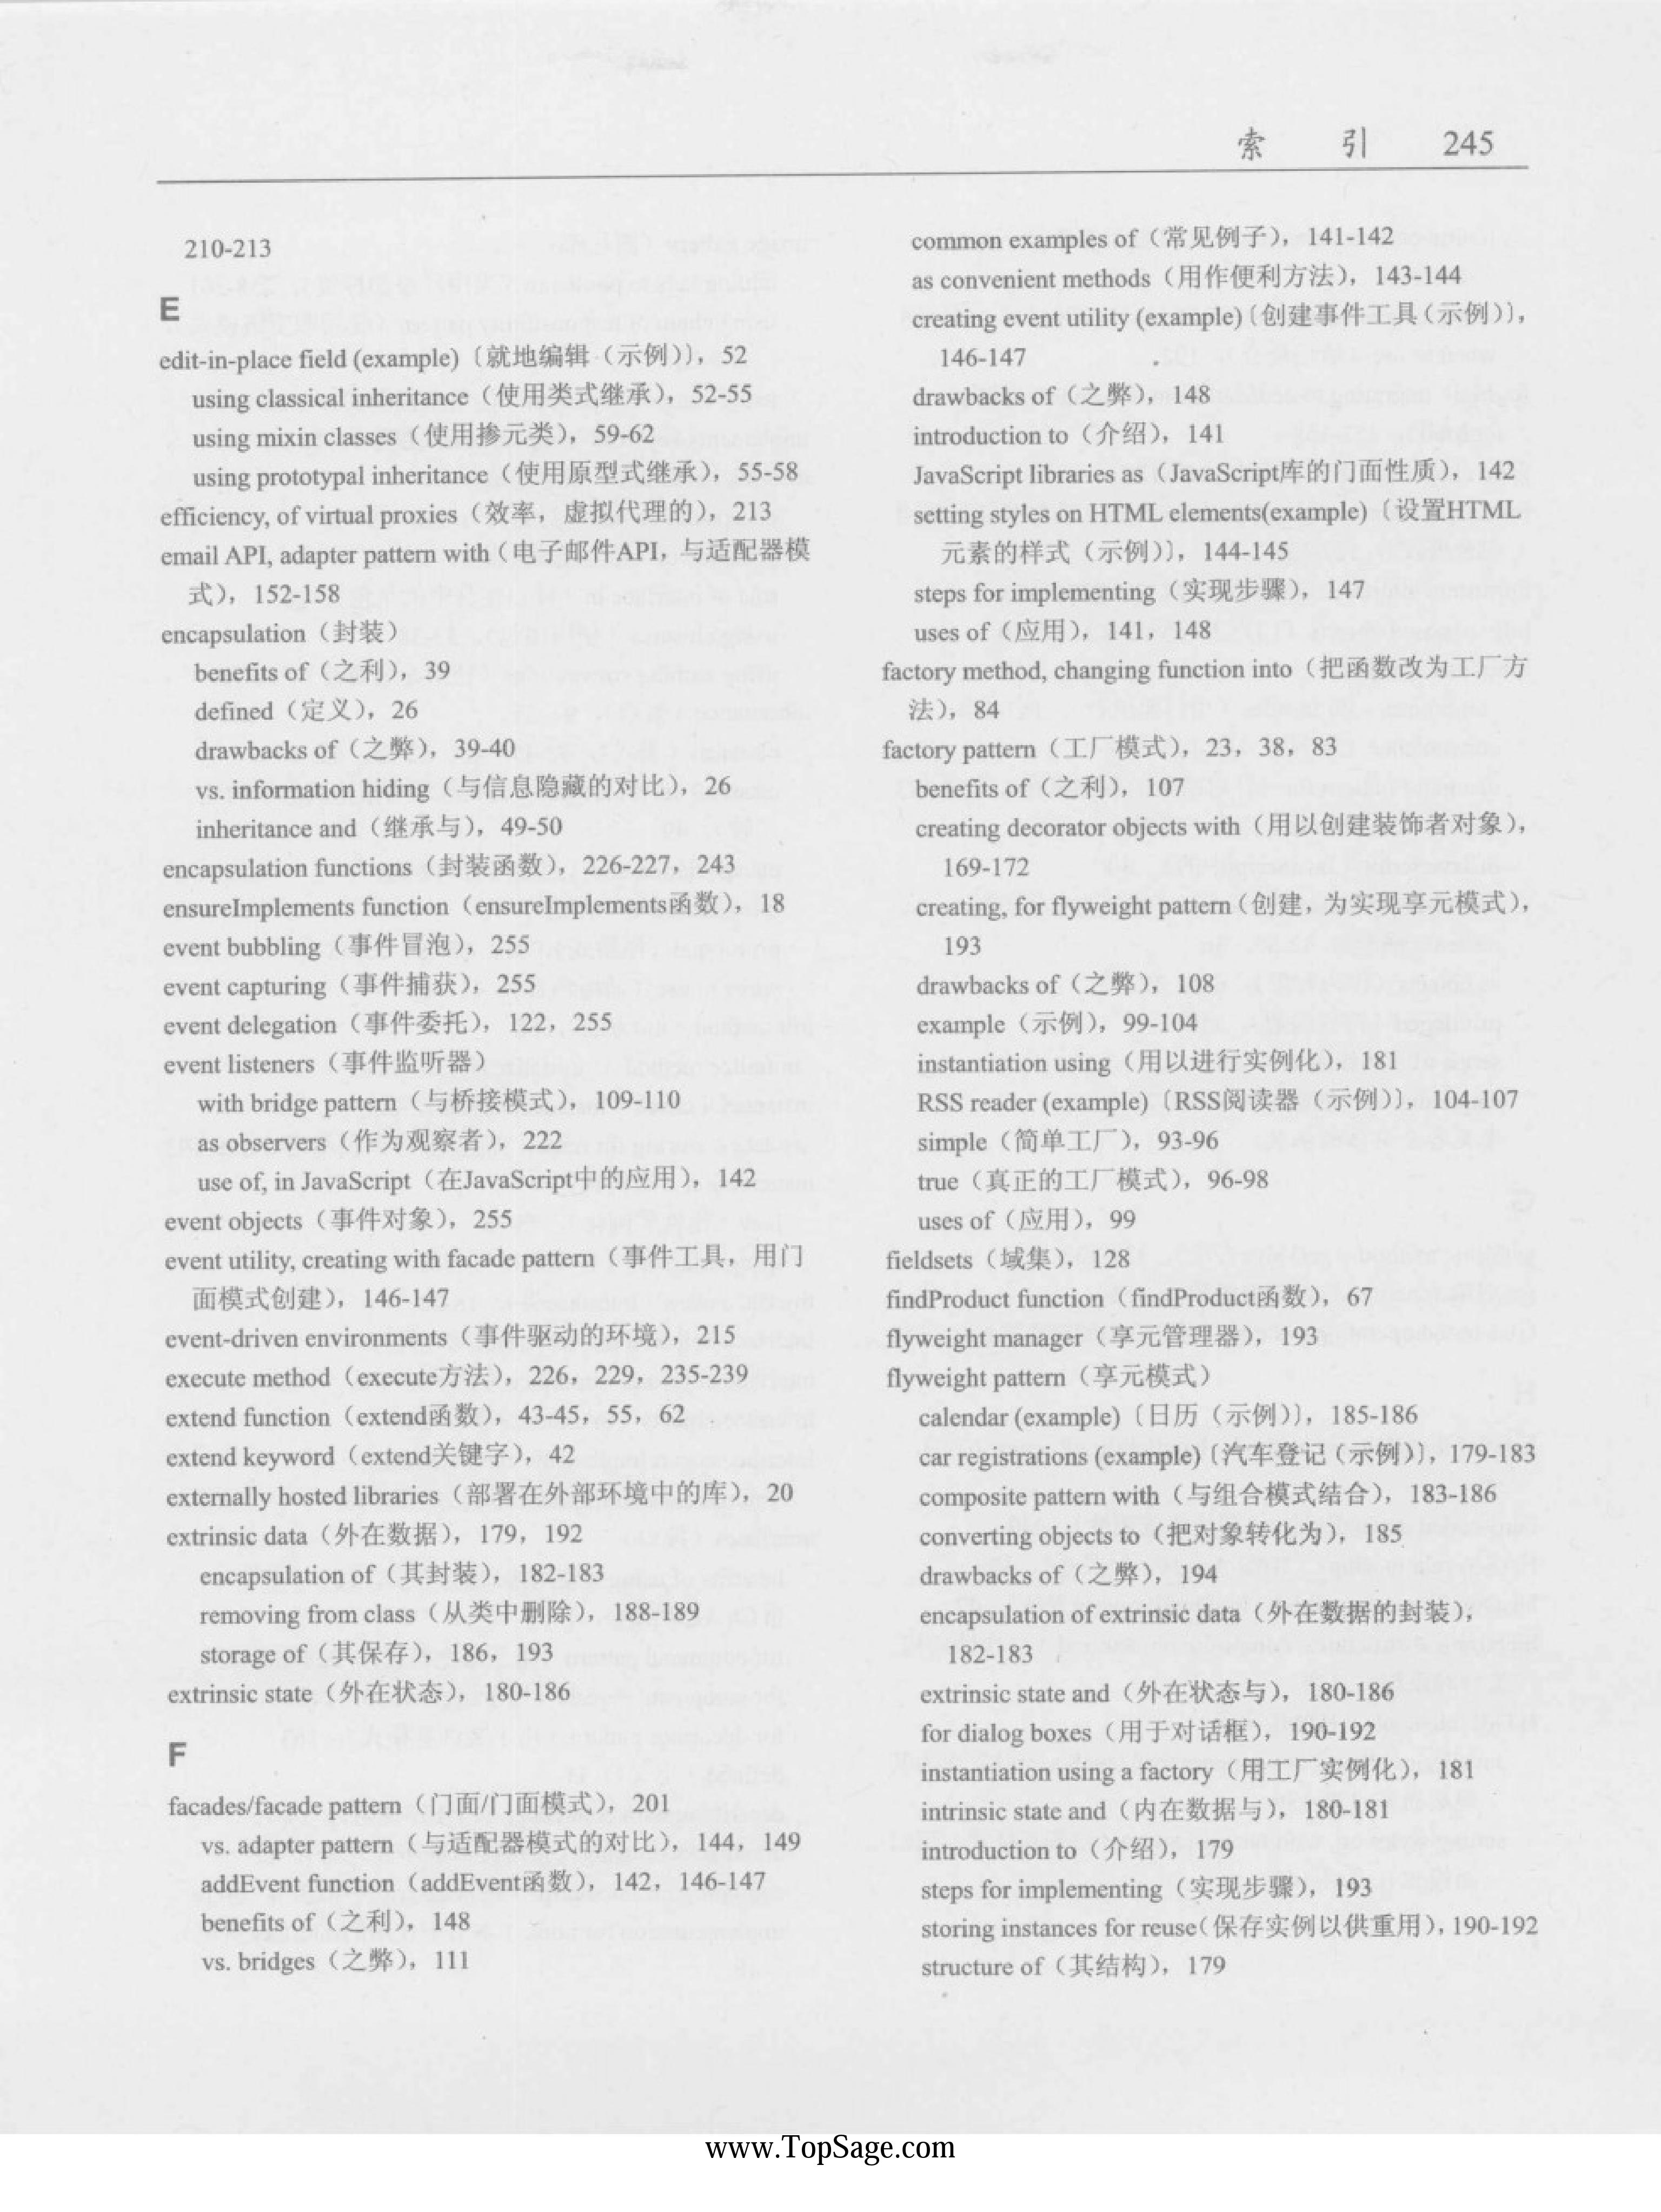 索 引 245
210-213
E
edit-in-place field (example)〔就地编辑（示例）〕，52
using classical inheritance（使用类式继承），52-55
using mixin classes（使用掺元类），59-62
using prototypal inheritance（使用原型式继承），55-58
efficiency, of virtual proxies（效率，虚拟代理的），213
email API, adapter pattern with（电子邮件API，与适配器模
式），152-158
encapsulation（封装）
benefits of（之利），39
defined（定义），26
drawbacks of（之弊），39-40
vs. information hiding（与信息隐藏的对比），26
inheritance and（继承与），49-50
encapsulation functions（封装函数），226-227，243
ensureImplements function（ensureImplements函数），18
event bubbling（事件冒泡），255
event capturing（事件捕获），255
event delegation（事件委托），122，255
event listeners（事件监听器）
with bridge pattern（与桥接模式），109-110
as observers（作为观察者），222
use of, in JavaScript（在JavaScript中的应用），142
event objects（事件对象），255
event utility, creating with facade pattern（事件工具，用门
面模式创建），146-147
event-driven environments（事件驱动的环境），215
execute method（execute方法），226，229，235-239
extend function（extend函数），43-45，55，62
extend keyword（extend关键字），42
externally hosted libraries（部署在外部环境中的库），20
extrinsic data（外在数据），179，192
encapsulation of（其封装），182-183
removing from class（从类中删除），188-189
storage of（其保存），186，193
extrinsic state（外在状态），180-186
F
facades/facade pattern（门面/门面模式），201
vs. adapter pattern（与适配器模式的对比），144，149
addEvent function（addEvent函数），142，146-147
benefits of（之利），148
vs. bridges（之弊），111
common examples of（常见例子），141-142
as convenient methods（用作便利方法），143-144
creating event utility (example)〔创建事件工具（示例）〕，
146-147
drawbacks of（之弊），148
introduction to（介绍），141
JavaScript libraries as（JavaScript库的门面性质），142
setting styles on HTML elements(example)〔设置HTML
元素的样式（示例）〕，144-145
steps for implementing（实现步骤），147
uses of（应用），141，148
factory method, changing function into（把函数改为工厂方
法），84
factory pattern（工厂模式），23，38，83
benefits of（之利），107
creating decorator objects with（用以创建装饰者对象），
169-172
creating, for flyweight pattern（创建，为实现享元模式），
193
drawbacks of（之弊），108
example（示例），99-104
instantiation using（用以进行实例化），181
RSS reader (example)〔RSS阅读器（示例）〕，104-107
simple（简单工厂），93-96
true（真正的工厂模式），96-98
uses of（应用），99
fieldsets（域集），128
findProduct function（findProduct函数），67
flyweight manager（享元管理器），193
flyweight pattern（享元模式）
calendar (example)〔日历（示例）〕，185-186
car registrations (example)〔汽车登记（示例）〕，179-183
composite pattern with（与组合模式结合），183-186
converting objects to（把对象转化为），185
drawbacks of（之弊），194
encapsulation of extrinsic data（外在数据的封装），
182-183
extrinsic state and（外在状态与），180-186
for dialog boxes（用于对话框），190-192
instantiation using a factory（用工厂实例化），181
intrinsic state and（内在数据与），180-181
introduction to（介绍），179
steps for implementing（实现步骤），193
storing instances for reuse（保存实例以供重用），190-192
structure of（其结构），179
www.TopSage.com